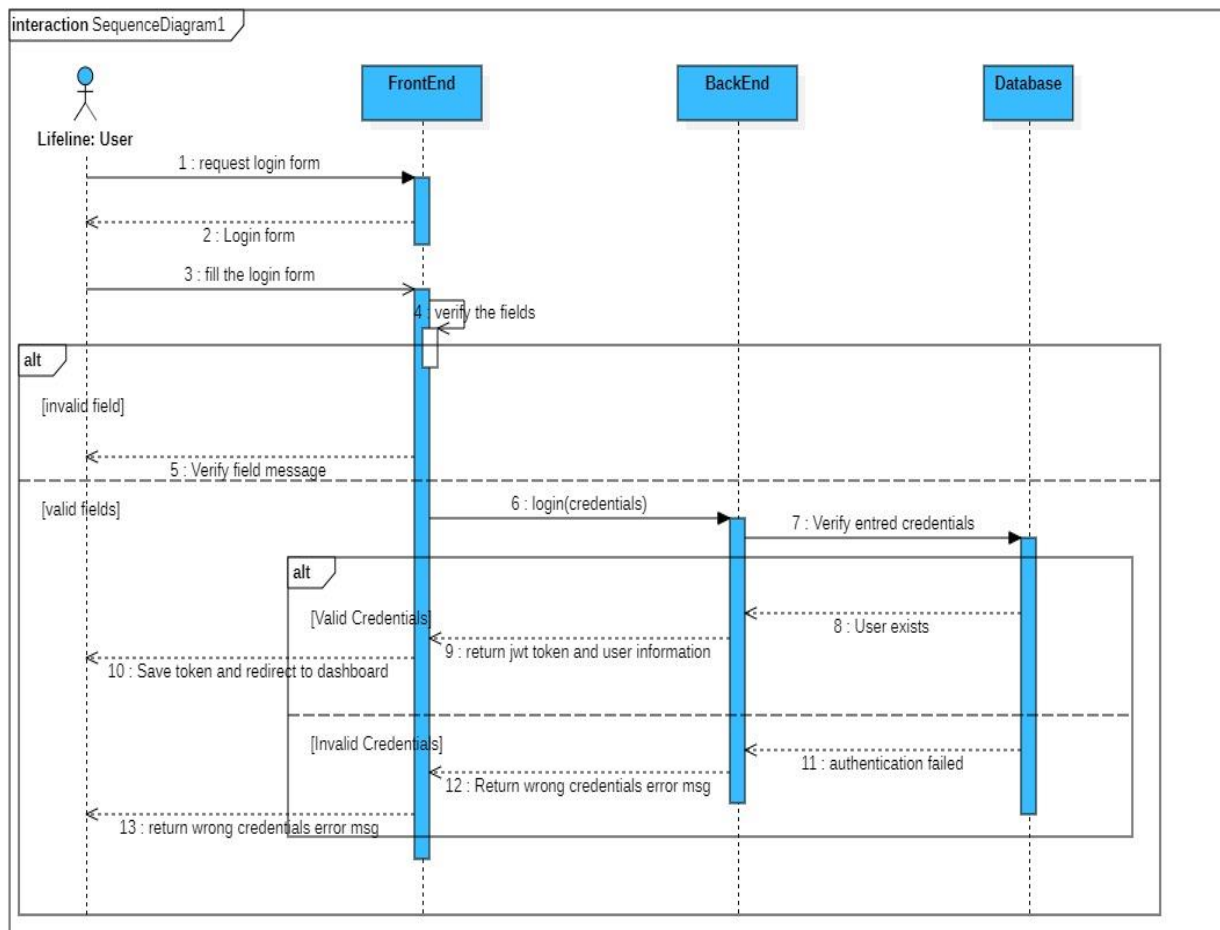 interaction SequenceDiagram1
FrontEnd
BackEnd
Database
Lifeline: User
1 : request login form
2 : Login form
3 : fill the login form
4 : verify the fields
alt
[invalid field]
5 : Verify field message
[valid fields]
6 : login(credentials)
7 : Verify entred credentials
alt
[Valid Credentials]
8 : User exists
9 : return jwt token and user information
10 : Save token and redirect to dashboard
[Invalid Credentials]
11 : authentication failed
12 : Return wrong credentials error msg
13 : return wrong credentials error msg